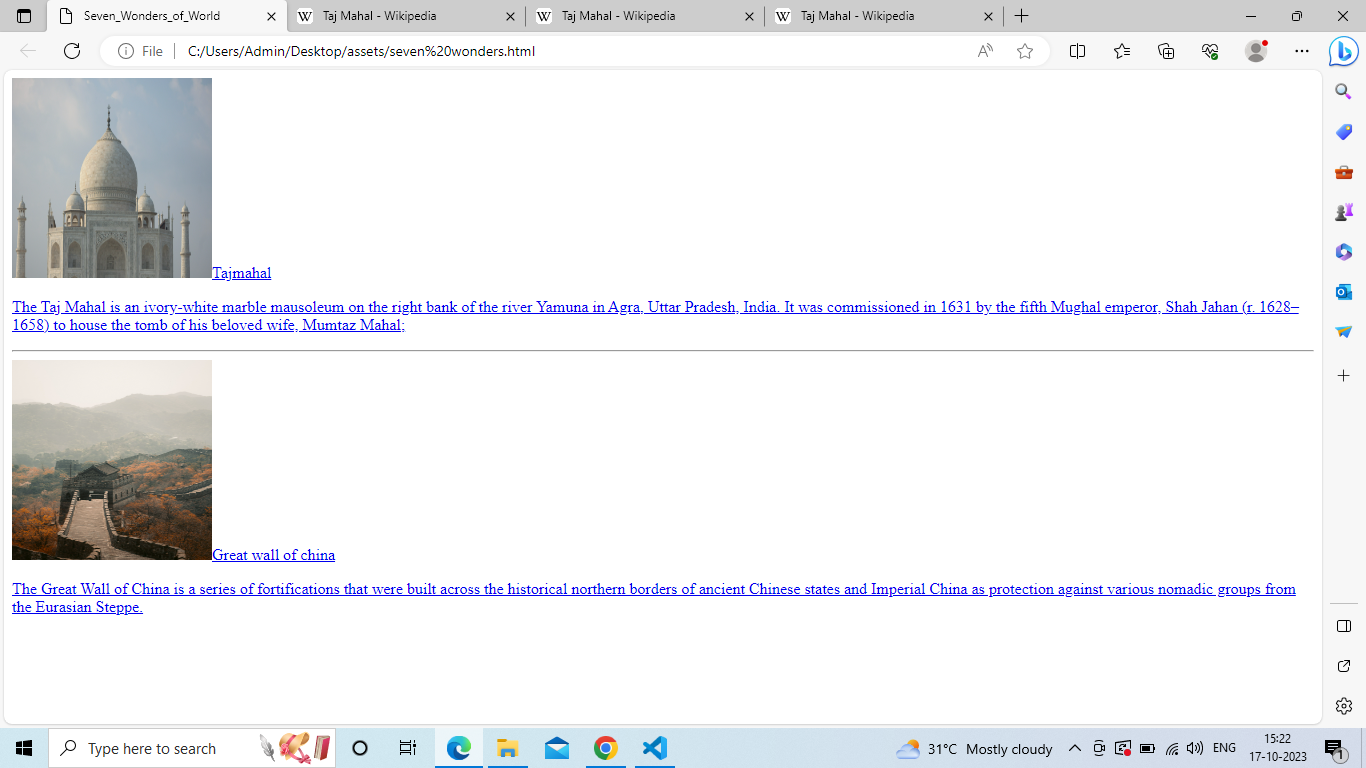 Seven_Wonders_of_World
Taj Mahal - Wikipedia
Taj Mahal - Wikipedia
Taj Mahal - Wikipedia
File
C:/Users/Admin/Desktop/assets/seven%20wonders.html
Tajmahal
The Taj Mahal is an ivory-white marble mausoleum on the right bank of the river Yamuna in Agra, Uttar Pradesh, India. It was commissioned in 1631 by the fifth Mughal emperor, Shah Jahan (r. 1628–
1658) to house the tomb of his beloved wife, Mumtaz Mahal;
Great wall of china
The Great Wall of China is a series of fortifications that were built across the historical northern borders of ancient Chinese states and Imperial China as protection against various nomadic groups from
the Eurasian Steppe.
Type here to search
31°C Mostly cloudy
ENG
15:22
17-10-2023
1